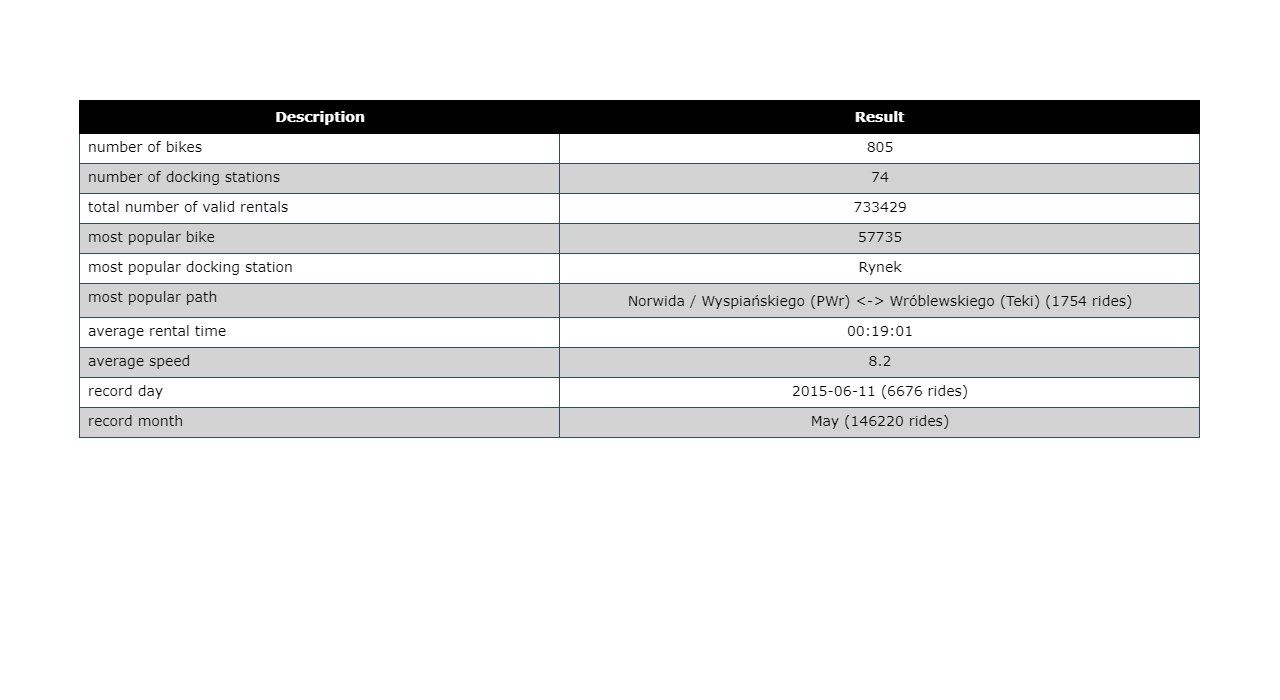 Description Result
number of bikes 805
number of docking stations 74
total number of valid rentals 733429
most popular bike 57735
most popular docking station Rynek
most popular path Norwida / Wyspiańskiego (PWr) <-> Wróblewskiego (Teki) (1754 rides)
average rental time 00:19:01
average speed 8.2
record day 2015-06-11 (6676 rides)
record month May (146220 rides)